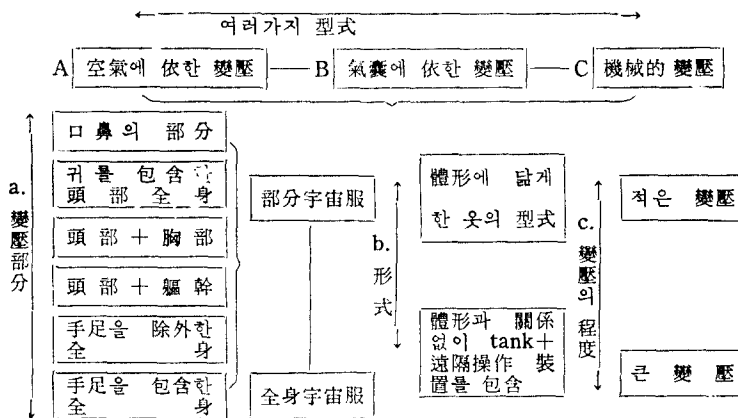 여러가지 型式
A 空氣에 依한 變壓 B 氣囊에 依한 變壓 C 機械的 變壓
a. 變壓部分
口鼻의 部分
귀를 包含한
頭部全身
頭部＋胸部
頭部＋軀幹
手足을 除外한
全身
手足을 包含한
全身
部分宇宙服
全身宇宙服
b. 形式
體形에 닮게
한 옷의 型式
體形과 關係
없이 tank＋
遠隔操作 裝
置를 包含
c. 變壓의 程度
적은 變壓
큰 變壓